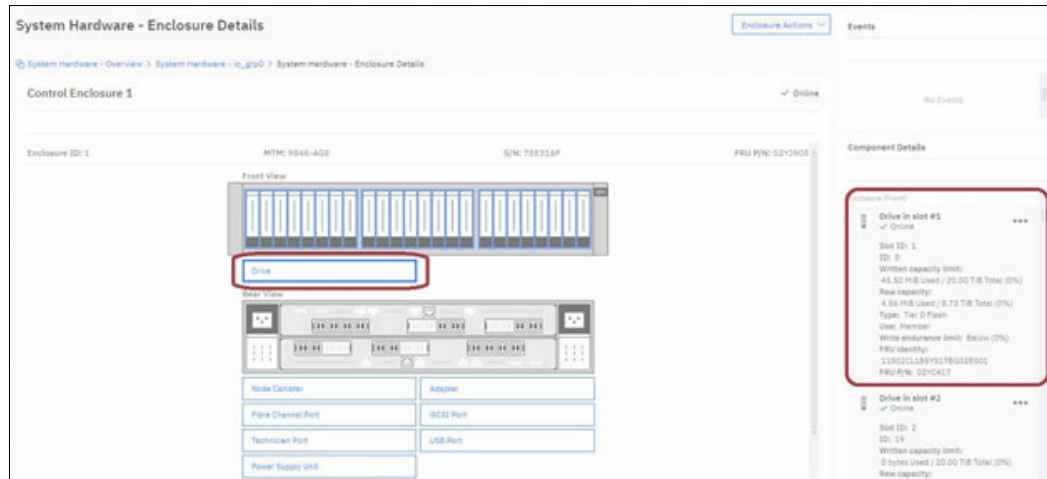 System Hardware - Enclosure Details
Enclosure Actions
System Hardware - Overview > System Hardware - io_grp0 > System Hardware - Enclosure Details
Control Enclosure 1
Online
Enclosure ID: 1
MTM: 9846-AG8
S/N: 78E316F
FRU P/N:
Front View
Drive
Rear View
Node Canister
Adapter
Fibre Channel Port
iSCSI Port
Technician Port
USB Port
Power Supply Unit
Events
No Events
Component Details
Enclosure (Front)
Drive in slot #1
Online
Slot ID: 1
ID: 0
Written capacity limit:
MiB Used / 20.00 TiB Total (0%)
Raw capacity:
MiB Used / 8.73 TiB Total (0%)
Type: Tier 0 Flash
Use: Member
Write endurance limit: Below (0%)
FRU identity:
FRU P/N: 02YC417
Drive in slot #2
Online
Slot ID: 2
ID: 19
Written capacity limit:
0 bytes Used / 20.00 TiB Total (0%)
Raw capacity: